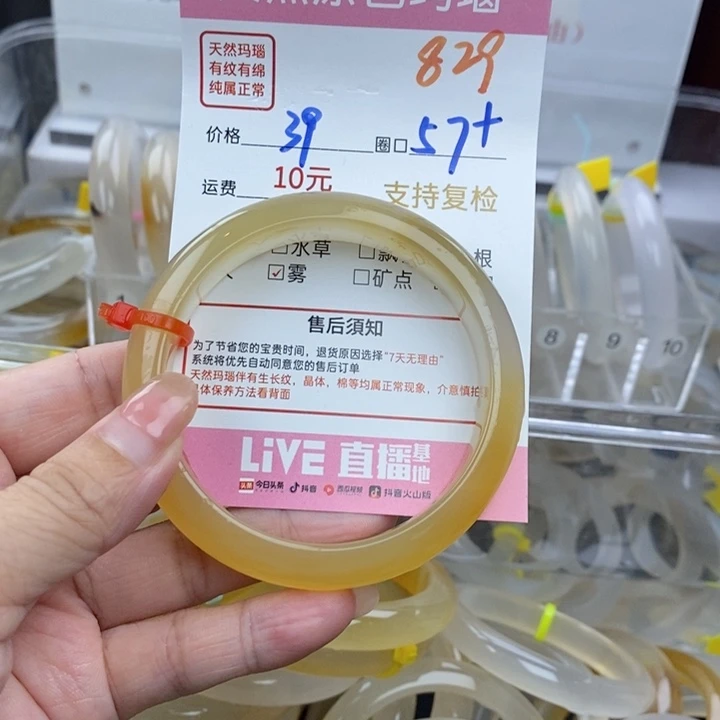 天然玛瑙
有纹有绵
纯属正常
829
价格 39 圈口 57+
运费 10元
支持复检
水草
根
☑雾 □矿点
售后须知
为了节省您的宝贵时间，退货原因选择"7天无理由"
系统将优先自动同意您的售后订单
天然玛瑙伴有生长纹，晶体，棉等均属正常现象，介意慎拍
具体保养方法看背面
LiVE 直播基地
头条 今日头条 抖音 西瓜视频 抖音火山版
8 9 10